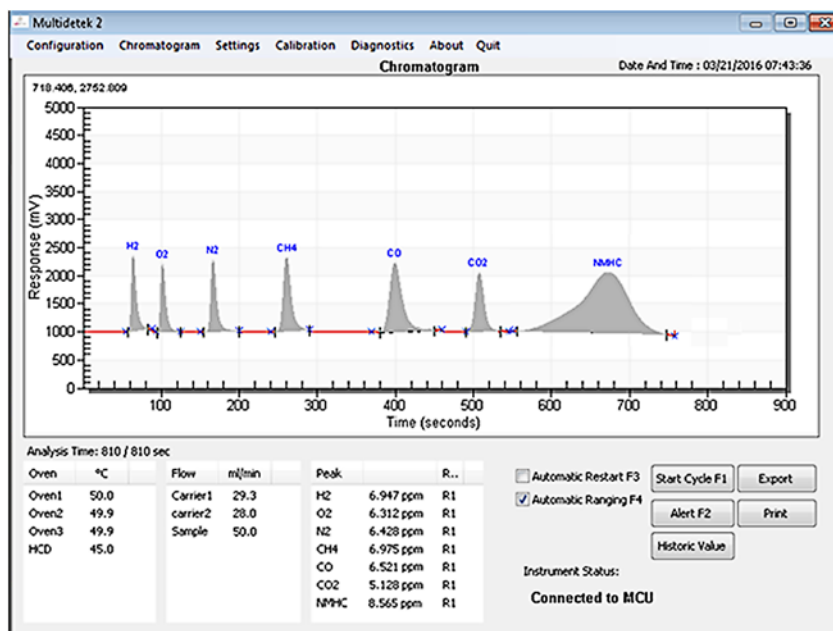 Multidetek 2
Configuration Chromatogram Settings Calibration Diagnostics About Quit
Chromatogram Date And Time : 03/21/2016 07:43:36
718.406, 2752.809
5000
4500
4000
3500
3000
2500
2000
1500
1000
500
0
Response (mV)
H2 O2 N2 CH4 CO CO2 NMHC
100 200 300 400 500 600 700 800 900
Time (seconds)
Analysis Time: 810 / 810 sec
Oven °C
Oven1 50.0
Oven2 49.9
Oven3 49.9
HCD 45.0
Flow ml/min
Carrier1 29.3
carrier2 28.0
Sample 50.0
Peak R..
H2 6.947 ppm R1
O2 6.312 ppm R1
N2 6.428 ppm R1
CH4 6.975 ppm R1
CO 6.521 ppm R1
CO2 5.128 ppm R1
NMHC 8.565 ppm R1
Automatic Restart F3
Automatic Ranging F4
Start Cycle F1 Export
Alert F2 Print
Historic Value
Instrument Status:
Connected to MCU